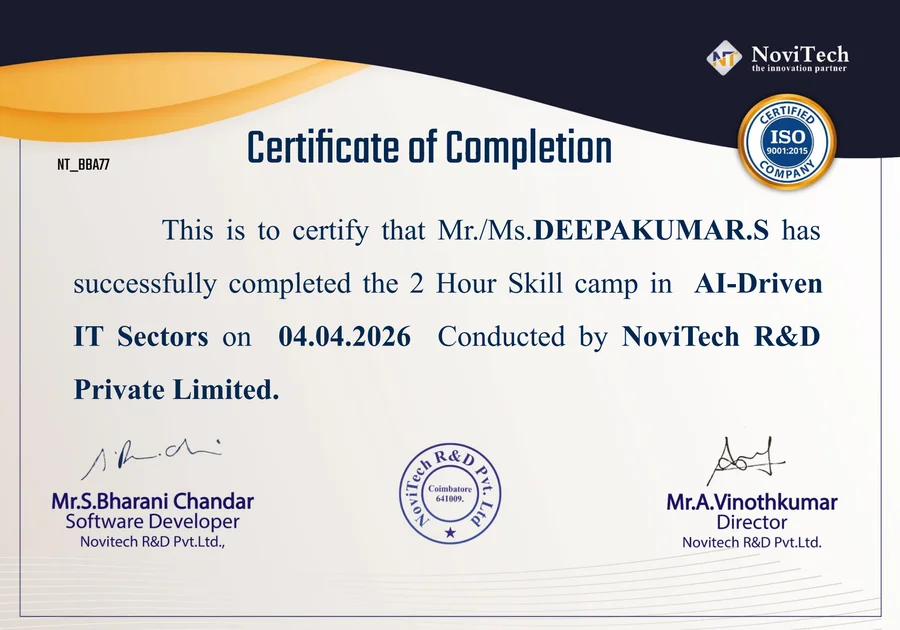 NT
NoviTech
the innovation partner
CERTIFIED
ISO
9001:2015
COMPANY
NT_BBA77
Certificate of Completion
This is to certify that Mr./Ms.DEEPAKUMAR.S has
successfully completed the 2 Hour Skill camp in AI-Driven
IT Sectors on 04.04.2026 Conducted by NoviTech R&D
Private Limited.
Mr.S.Bharani Chandar
Software Developer
Novitech R&D Pvt.Ltd.,
NoviTech R&D Pvt. Ltd
Coimbatore
641009.
Mr.A.Vinothkumar
Director
Novitech R&D Pvt.Ltd.